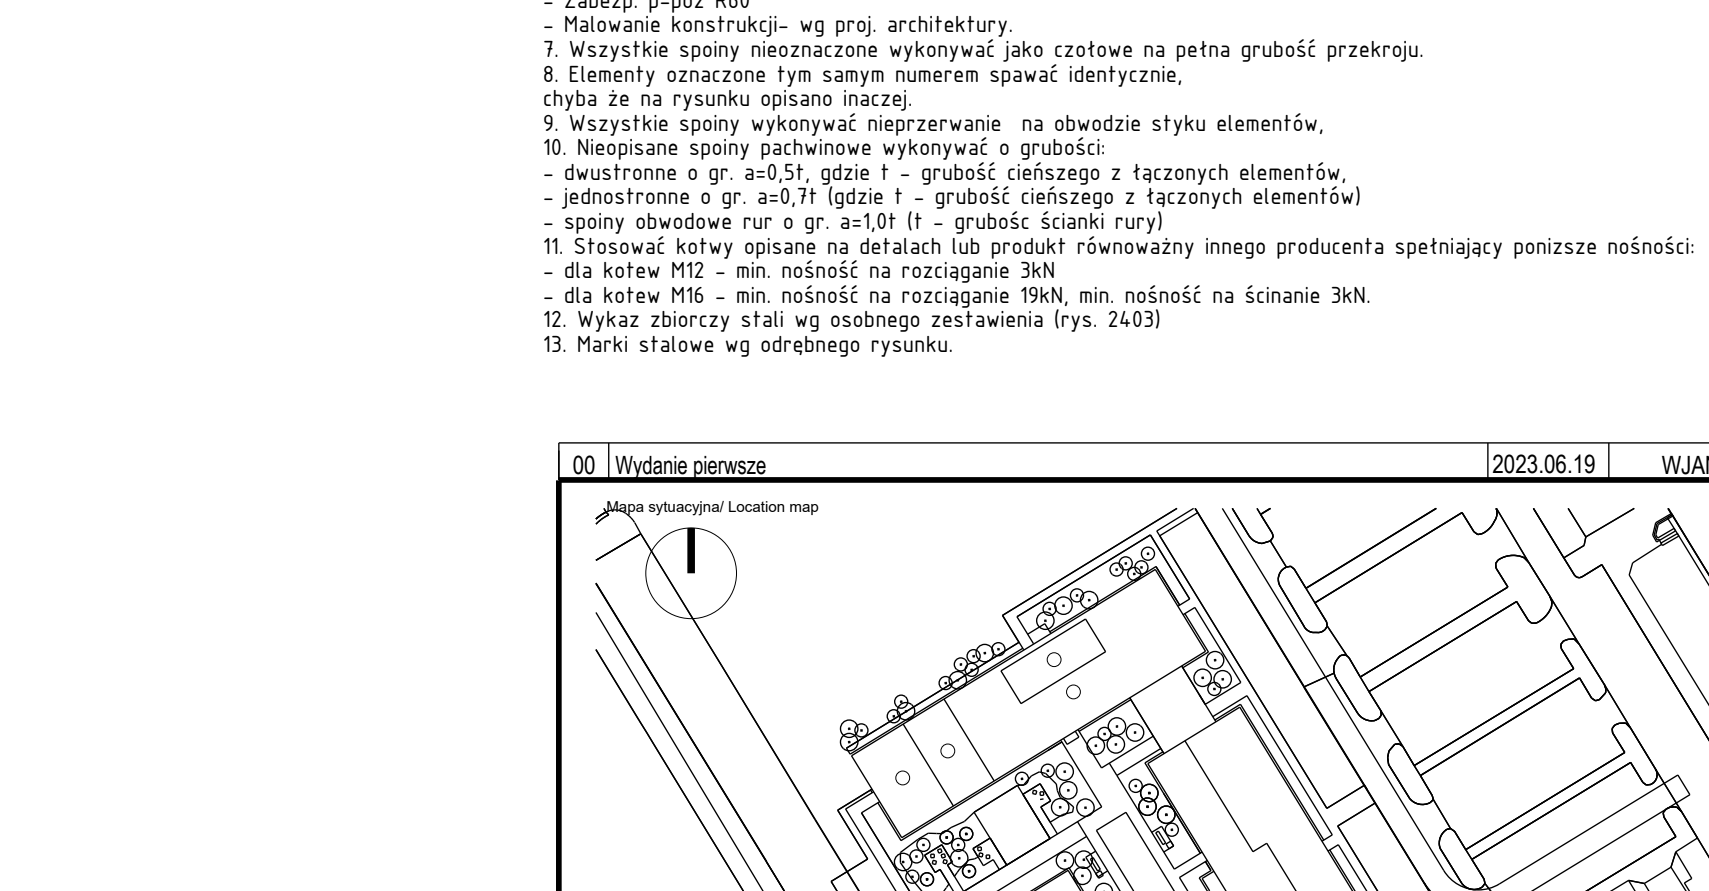 - Zabezp. p-poż R60
- Malowanie konstrukcji- wg proj. architektury.
7. Wszystkie spoiny nieoznaczone wykonywać jako czołowe na pełna grubość przekroju.
8. Elementy oznaczone tym samym numerem spawać identycznie,
chyba że na rysunku opisano inaczej.
9. Wszystkie spoiny wykonywać nieprzerwanie na obwodzie styku elementów,
10. Nieopisane spoiny pachwinowe wykonywać o grubości:
- dwustronne o gr. a=0,5t, gdzie t - grubość cieńszego z łączonych elementów,
- jednostronne o gr. a=0,7t (gdzie t - grubość cieńszego z łączonych elementów)
- spoiny obwodowe rur o gr. a=1,0t (t - grubośc ścianki rury)
11. Stosować kotwy opisane na detalach lub produkt równoważny innego producenta spełniający ponizsze nośności:
- dla kotew M12 - min. nośność na rozciąganie 3kN
- dla kotew M16 - min. nośność na rozciąganie 19kN, min. nośność na ścinanie 3kN.
12. Wykaz zbiorczy stali wg osobnego zestawienia (rys. 2403)
13. Marki stalowe wg odrębnego rysunku.
00 Wydanie pierwsze 2023.06.19
Mapa sytuacyjna/ Location map